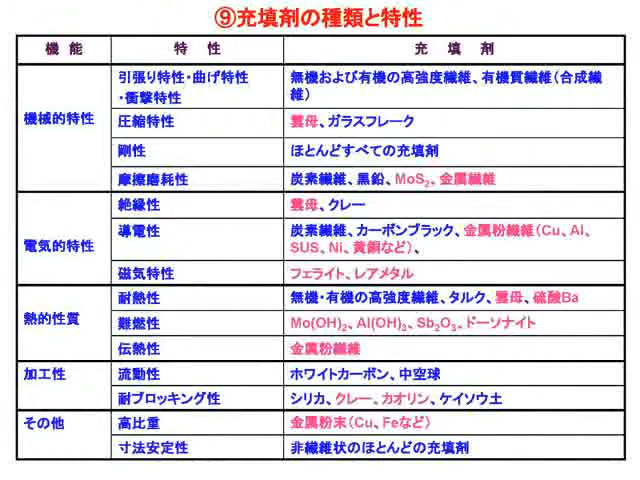 ⑨充填剤の種類と特性
機 能 特 性 充 填 剤
機械的特性
引張り特性・曲げ特性
・衝撃特性
無機および有機の高強度繊維、有機質繊維（合成繊
維）
圧縮特性 雲母、ガラスフレーク
剛性 ほとんどすべての充填剤
摩擦磨耗性 炭素繊維、黒鉛、MoS₂、金属繊維
電気的特性
絶縁性 雲母、クレー
導電性 炭素繊維、カーボンブラック、金属粉繊維（Cu、Al、
SUS、Ni、黄銅など）、
磁気特性 フェライト、レアメタル
熱的性質
耐熱性 無機・有機の高強度繊維、タルク、雲母、硫酸Ba
難燃性 Mo(OH)₂、Al(OH)₃、Sb₂O₃、ドーソナイト
伝熱性 金属粉繊維
加工性
流動性 ホワイトカーボン、中空球
耐ブロッキング性 シリカ、クレー、カオリン、ケイソウ土
その他
高比重 金属粉末（Cu、Feなど）
寸法安定性 非繊維状のほとんどの充填剤